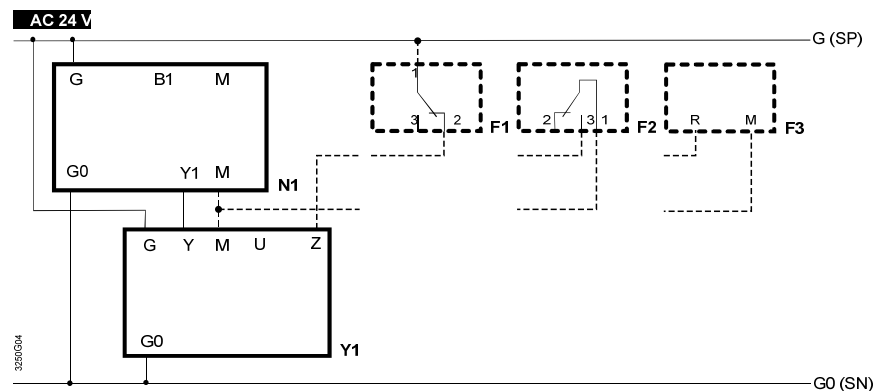 AC 24 V
G (SP)
G B1 M
1
3 2 F1
2 3 1 F2
R M F3
G0 Y1 M
N1
G Y M U Z
G0
Y1
3250G04
G0 (SN)